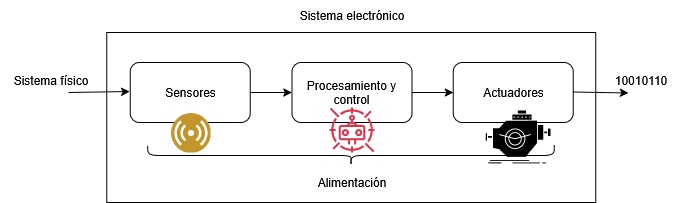 Sistema electrónico
Sistema físico
Sensores
Procesamiento y
control
Actuadores
10010110
Alimentación